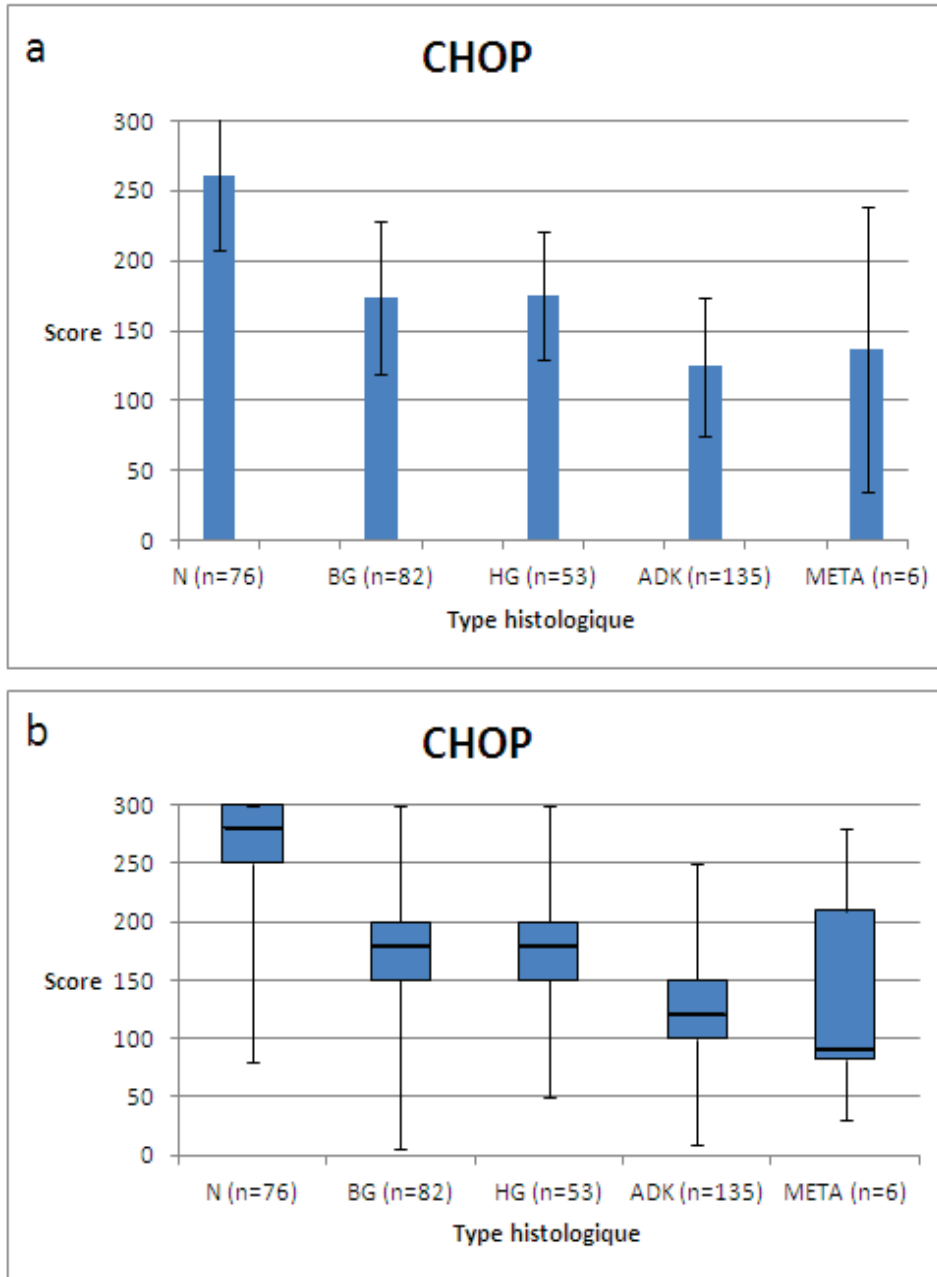 a
CHOP
300
250
200
Score 150
100
50
0
N (n=76) BG (n=82) HG (n=53) ADK (n=135) META (n=6)
Type histologique
b
CHOP
300
250
200
Score 150
100
50
0
N (n=76) BG (n=82) HG (n=53) ADK (n=135) META (n=6)
Type histologique